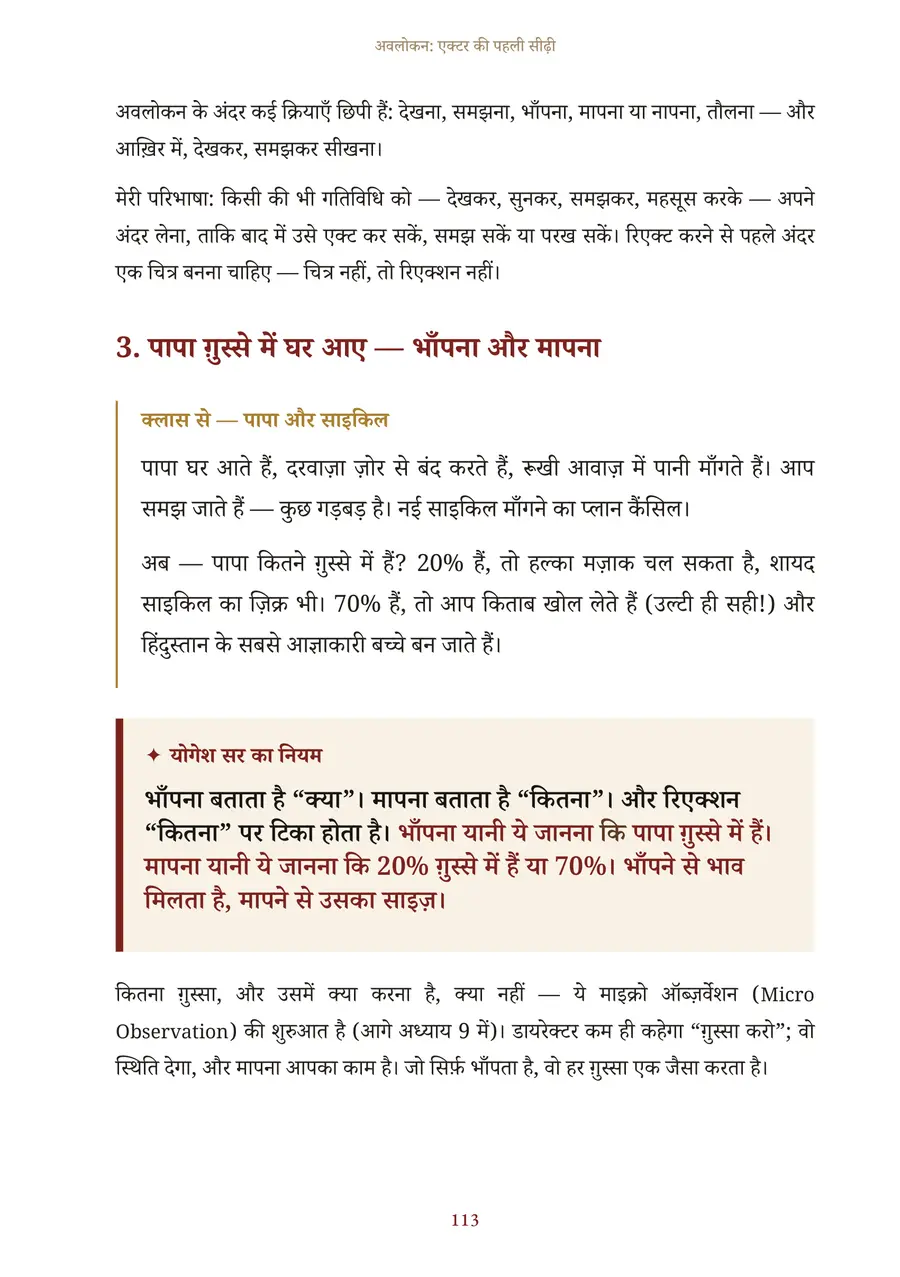 अवलोकन: एक्टर की पहली सीढ़ी
अवलोकन के अंदर कई क्रियाएँ छिपी हैं: देखना, समझना, भाँपना, मापना या नापना, तौलना — और
आख़िर में, देखकर, समझकर सीखना।
मेरी परिभाषा: किसी की भी गतिविधि को — देखकर, सुनकर, समझकर, महसूस करके — अपने
अंदर लेना, ताकि बाद में उसे एक्ट कर सकें, समझ सकें या परख सकें। रिएक्ट करने से पहले अंदर
एक चित्र बनना चाहिए — चित्र नहीं, तो रिएक्शन नहीं।
3. पापा ग़ुस्से में घर आए — भाँपना और मापना
क्लास से — पापा और साइकिल
पापा घर आते हैं, दरवाज़ा ज़ोर से बंद करते हैं, रूखी आवाज़ में पानी माँगते हैं। आप
समझ जाते हैं — कुछ गड़बड़ है। नई साइकिल माँगने का प्लान कैंसिल।
अब — पापा कितने ग़ुस्से में हैं? 20% हैं, तो हल्का मज़ाक चल सकता है, शायद
साइकिल का ज़िक्र भी। 70% हैं, तो आप किताब खोल लेते हैं (उल्टी ही सही!) और
हिंदुस्तान के सबसे आज्ञाकारी बच्चे बन जाते हैं।
✦ योगेश सर का नियम
भाँपना बताता है “क्या”। मापना बताता है “कितना”। और रिएक्शन
“कितना” पर टिका होता है। भाँपना यानी ये जानना कि पापा ग़ुस्से में हैं।
मापना यानी ये जानना कि 20% ग़ुस्से में हैं या 70%। भाँपने से भाव
मिलता है, मापने से उसका साइज़।
कितना ग़ुस्सा, और उसमें क्या करना है, क्या नहीं — ये माइक्रो ऑब्ज़र्वेशन (Micro
Observation) की शुरुआत है (आगे अध्याय 9 में)। डायरेक्टर कम ही कहेगा “ग़ुस्सा करो”; वो
स्थिति देगा, और मापना आपका काम है। जो सिर्फ़ भाँपता है, वो हर ग़ुस्सा एक जैसा करता है।
113